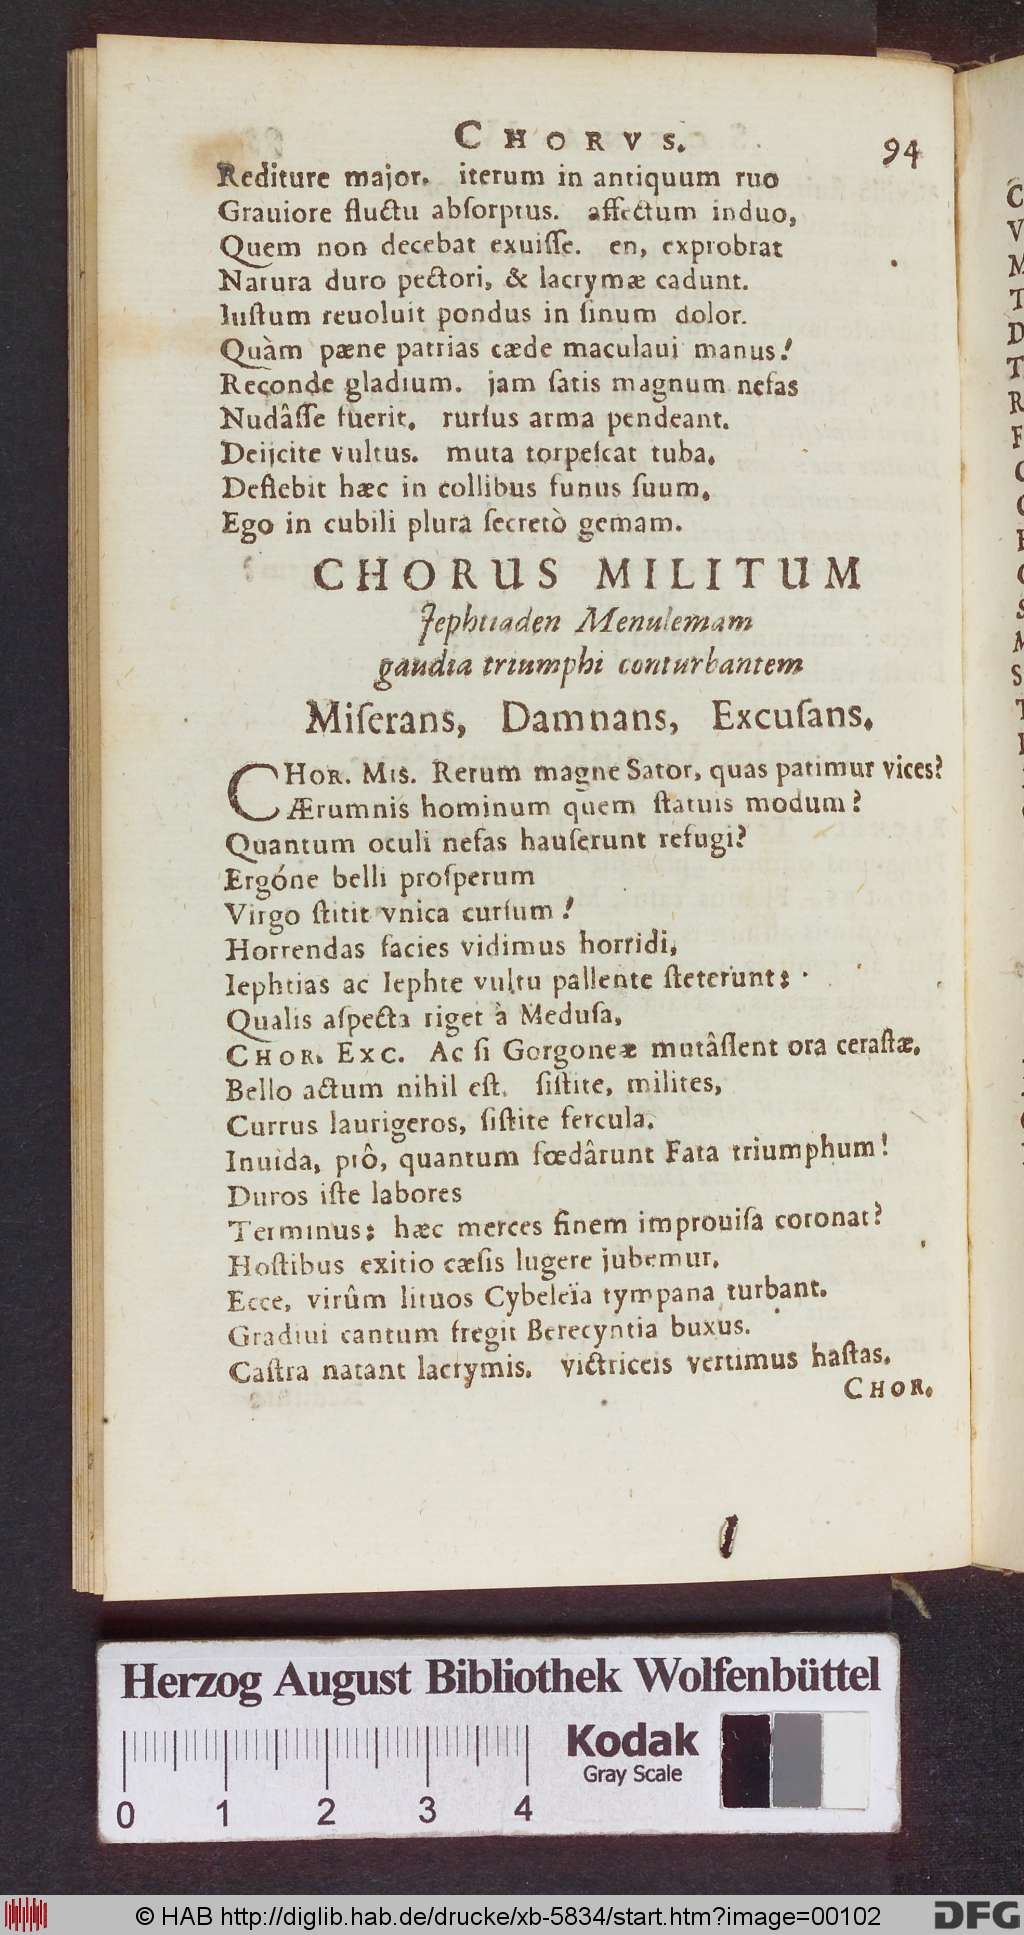 CHORVS.
94
Rediture major. iterum in antiquum ruo
Grauiore fluctu abſorptus. affectum induo,
Quem non decebat exuiſſe. en, exprobrat
Natura duro pectori, & lacrymæ cadunt.
Iuſtum reuoluit pondus in ſinum dolor.
Quàm pæne patrias cæde maculaui manus!
Reconde gladium. jam ſatis magnum nefas
Nudâſſe fuerit. rurſus arma pendeant.
Deijcite vultus. muta torpeſcat tuba.
Deflebit hæc in collibus funus ſuum.
Ego in cubili plura ſecretò gemam.
CHORUS MILITUM
Jephtiaden Menulemam
gaudia triumphi conturbantem
Miſerans, Damnans, Excuſans.
CHOR. MIS. Rerum magne Sator, quas patimur vices?
ÆRrumnis hominum quem ſtatuis modum?
Quantum oculi nefas hauſerunt refugi?
Ergóne belli proſperum
Virgo ſtitit vnica curſum!
Horrendas facies vidimus horridi,
Iephtias ac Iephte vultu pallente ſteterunt;
Qualis aſpecta riget à Meduſa.
CHOR. EXC. Ac ſi Gorgoneæ mutâſſent ora ceraſtæ.
Bello actum nihil eſt. ſiſtite, milites,
Currus laurigeros, ſiſtite fercula.
Inuida, prô, quantum fœdârunt Fata triumphum!
Duros iſte labores
Terminus; hæc merces finem improuiſa coronat?
Hoſtibus exitio cæſis lugere jubemur.
Ecce, virûm lituos Cybeleïa tympana turbant.
Gradiui cantum fregit Berecyntia buxus.
Caſtra natant lacrymis. victriceis vertimus haſtas.
CHOR.
Herzog August Bibliothek Wolfenbüttel
Kodak
Gray Scale
0 1 2 3 4
© HAB http://diglib.hab.de/drucke/xb-5834/start.htm?image=00102
DFG